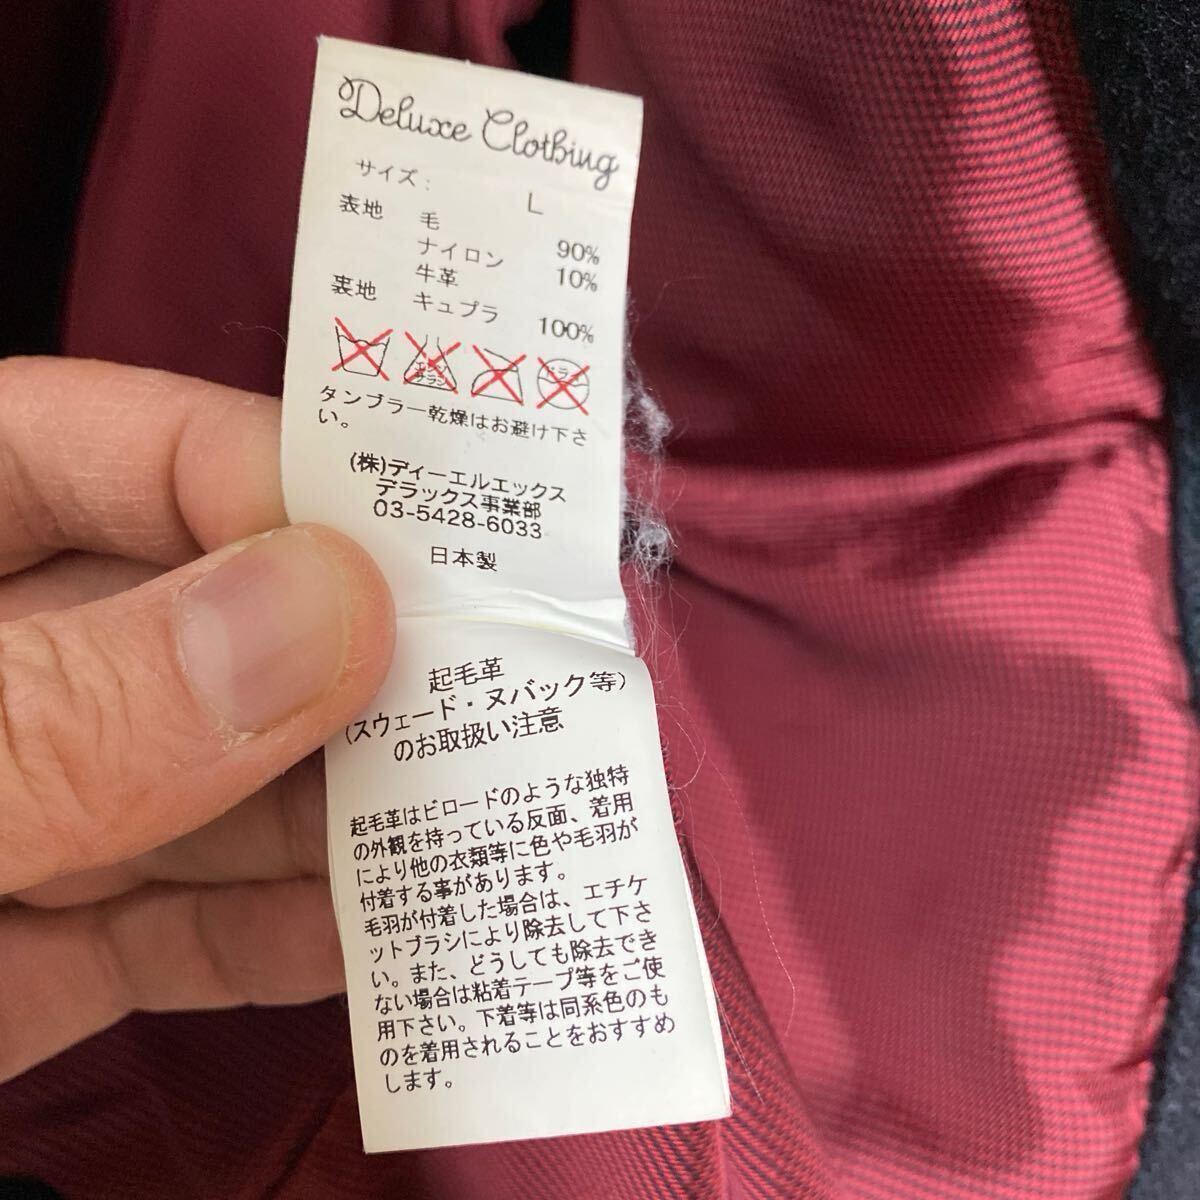 Deluxe Clothing
サイズ: L
表地 毛 90%
ナイロン 10%
牛革
裏地 キュプラ 100%
エンソ サラシ ドライ
タンブラー乾燥はお避け下さ
い。
(株)ディーエルエックス
デラックス事業部
03-5428-6033
日本製
起毛革
(スウェード・ヌバック等)
のお取扱い注意
起毛革はビロードのような独特
の外観を持っている反面、着用
により他の衣類等に色や毛羽が
付着する事があります。
毛羽が付着した場合は、エチケ
ットブラシにより除去して下さ
い。また、どうしても除去でき
ない場合は粘着テープ等をご使
用下さい。下着等は同系色のも
のを着用されることをおすすめ
します。